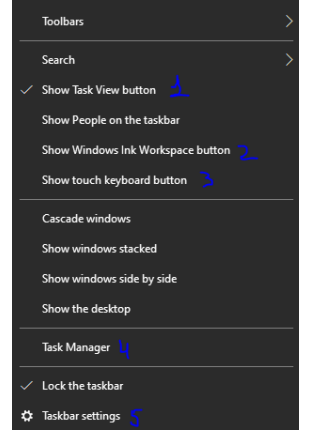 Toolbars
Search
Show Task View button 1
Show People on the taskbar
Show Windows Ink Workspace button 2
Show touch keyboard button 3
Cascade windows
Show windows stacked
Show windows side by side
Show the desktop
Task Manager 4
Lock the taskbar
Taskbar settings 5